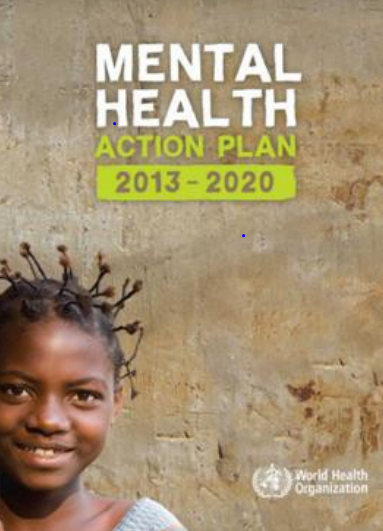 MENTAL
HEALTH
ACTION PLAN
2013 – 2020
World Health
Organization